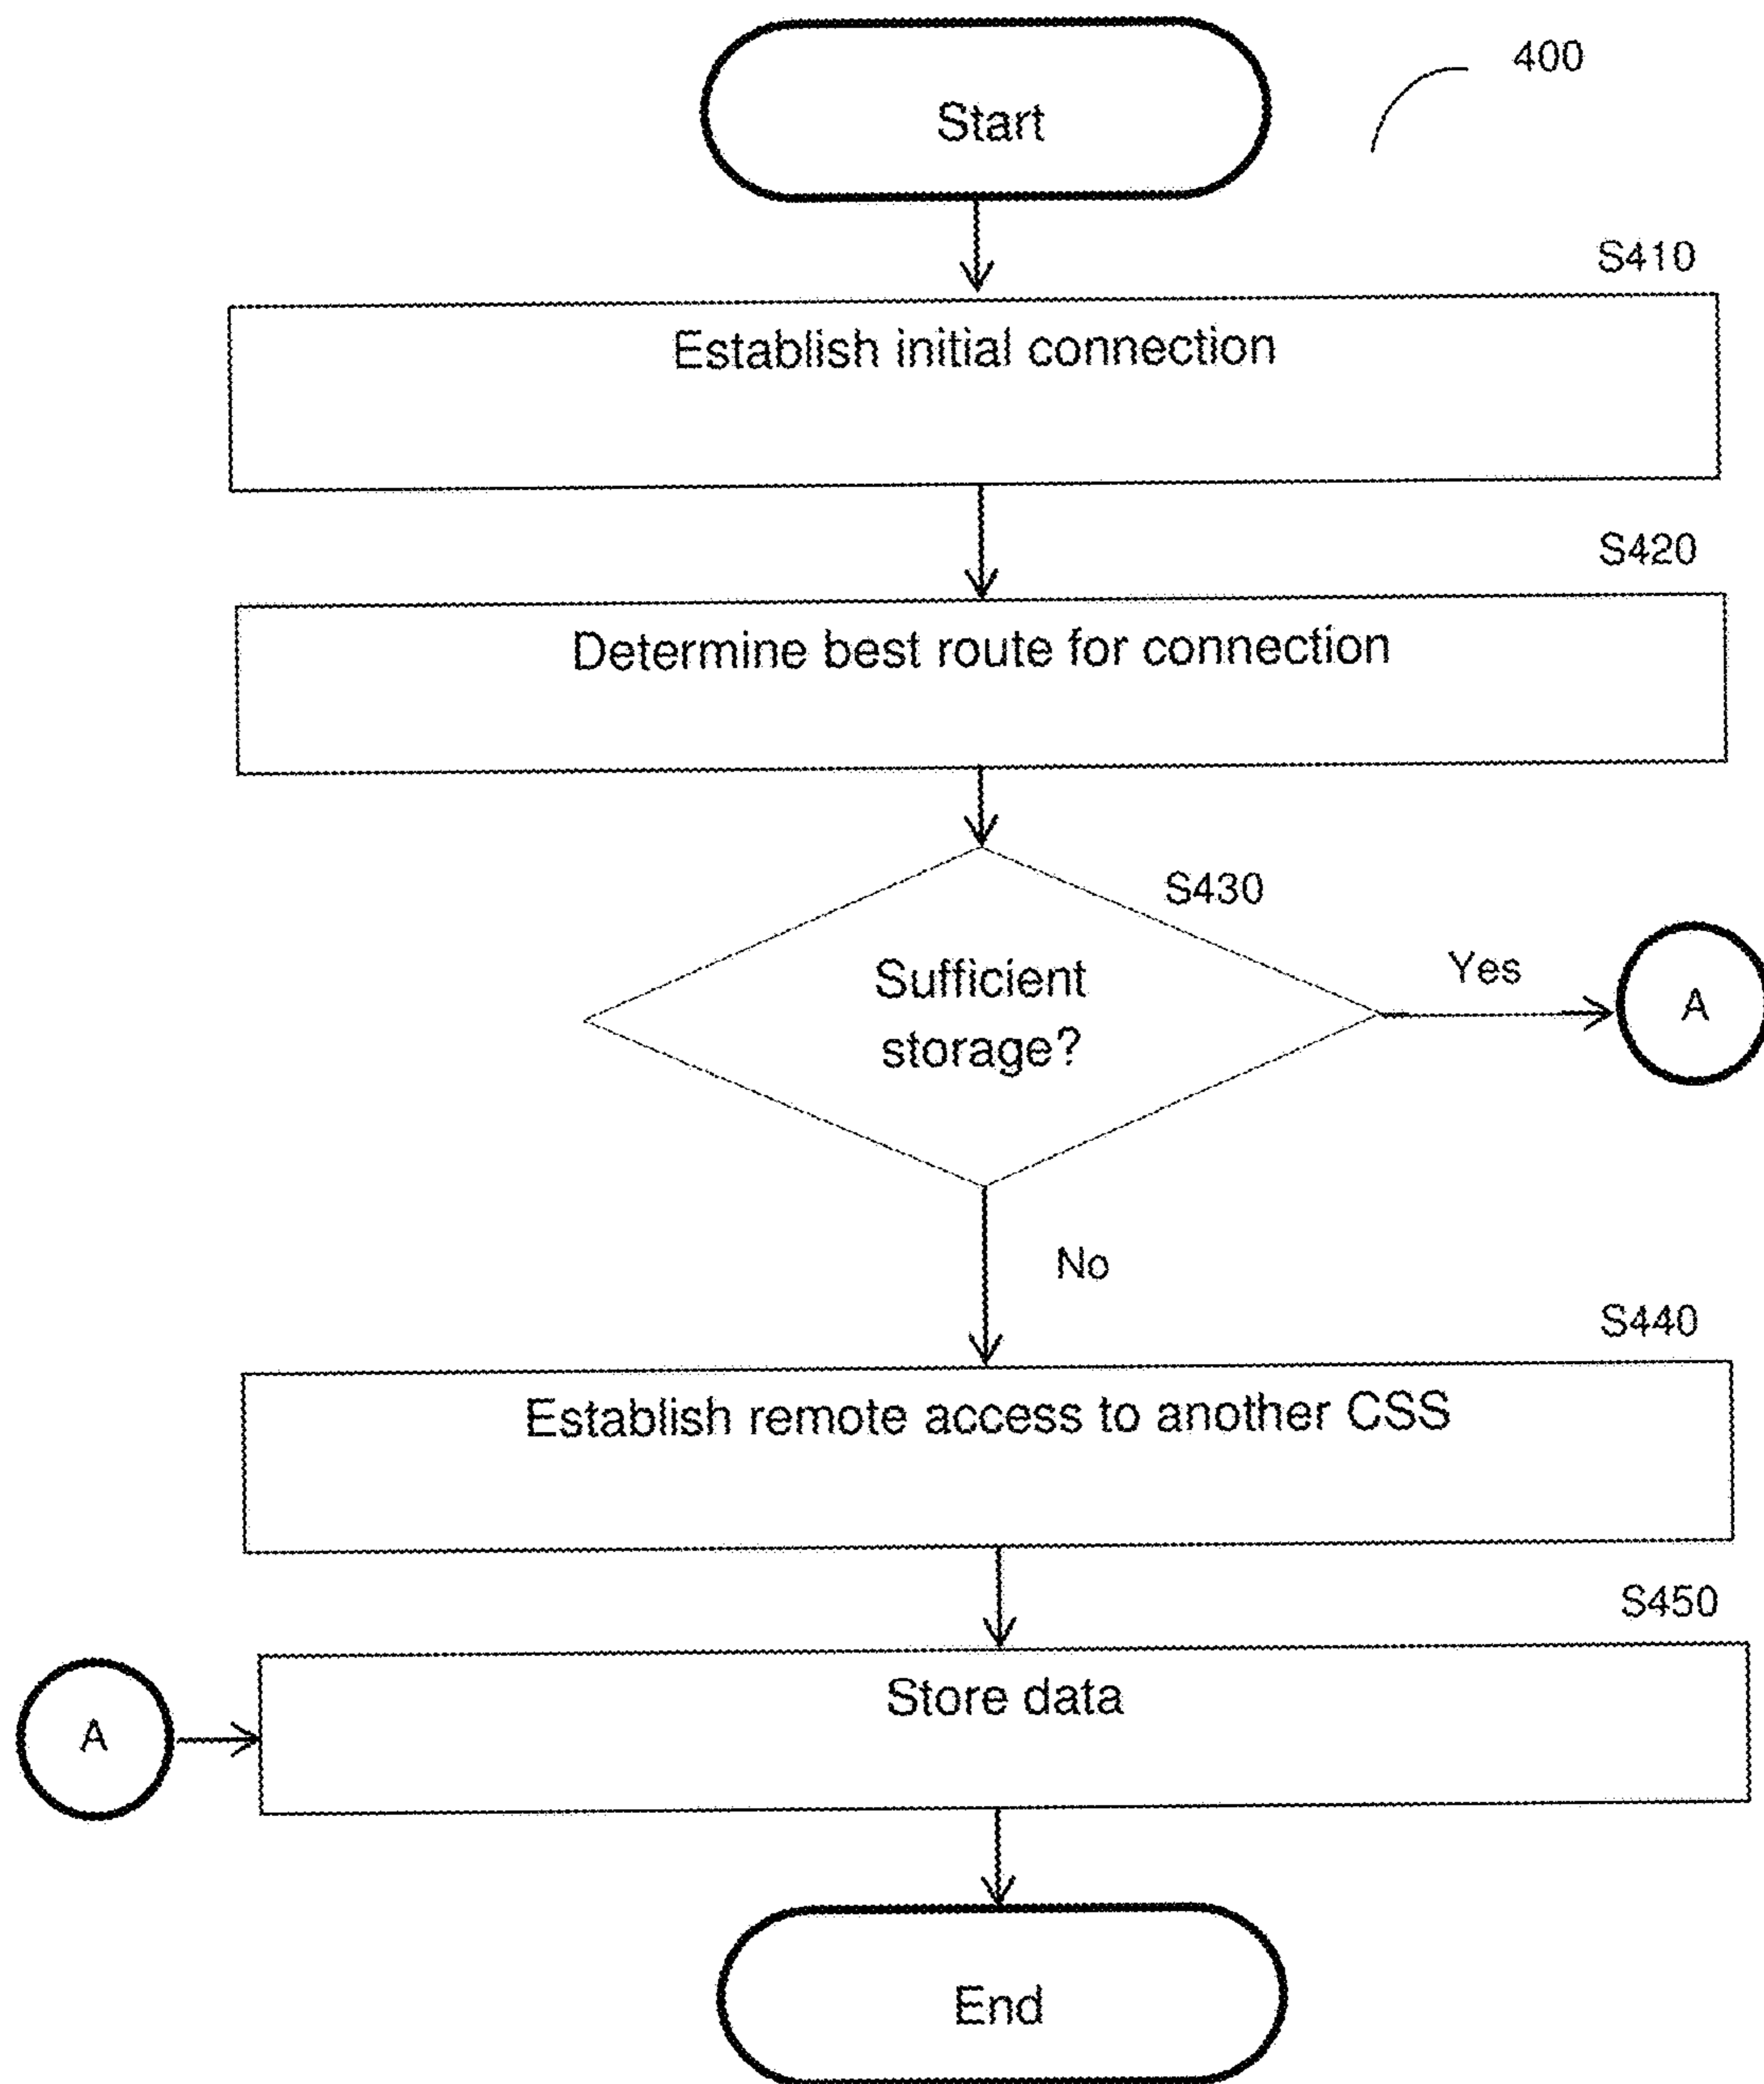 Start
400
S410
Establish initial connection
S420
Determine best route for connection
S430
Sufficient
storage?
Yes
A
No
S440
Establish remote access to another CSS
S450
Store data
A
End